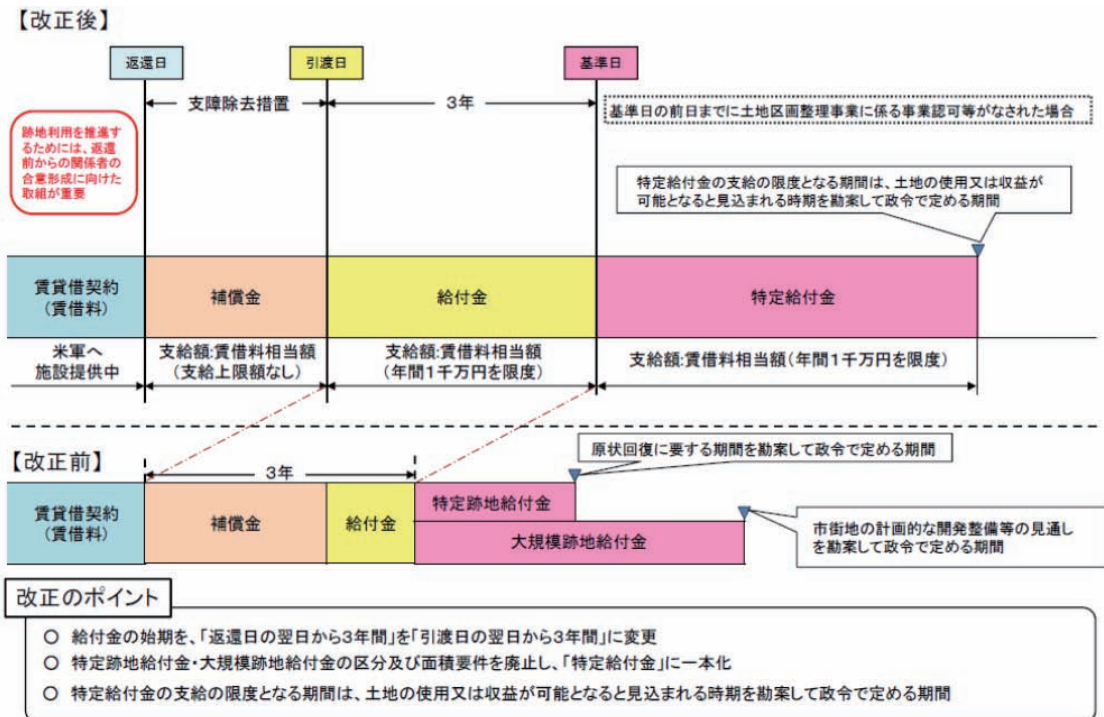 【改正後】
返還日
引渡日
基準日
支障除去措置
3年
基準日の前日までに土地区画整理事業に係る事業認可等がなされた場合
跡地利用を推進す
るためには、返還
前からの関係者の
合意形成に向けた
取組が重要
特定給付金の支給の限度となる期間は、土地の使用又は収益が
可能となると見込まれる時期を勘案して政令で定める期間
賃貸借契約
(賃借料)
補償金
給付金
特定給付金
米軍へ
施設提供中
支給額:賃借料相当額
(支給上限額なし)
支給額:賃借料相当額
(年間1千万円を限度)
支給額:賃借料相当額(年間1千万円を限度)
【改正前】
3年
原状回復に要する期間を勘案して政令で定める期間
賃貸借契約
(賃借料)
補償金
給付金
特定跡地給付金
大規模跡地給付金
市街地の計画的な開発整備等の見通し
を勘案して政令で定める期間
改正のポイント
○ 給付金の始期を、「返還日の翌日から3年間」を「引渡日の翌日から3年間」に変更
○ 特定跡地給付金・大規模跡地給付金の区分及び面積要件を廃止し、「特定給付金」に一本化
○ 特定給付金の支給の限度となる期間は、土地の使用又は収益が可能となると見込まれる時期を勘案して政令で定める期間